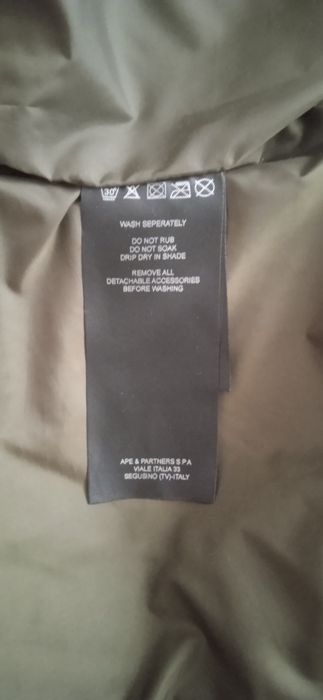 30°
WASH SEPERATELY
DO NOT RUB
DO NOT SOAK
DRIP DRY IN SHADE
REMOVE ALL
DETACHABLE ACCESSORIES
BEFORE WASHING
APE & PARTNERS S P A
VIALE ITALIA 33
SEGUSINO (TV)-ITALY